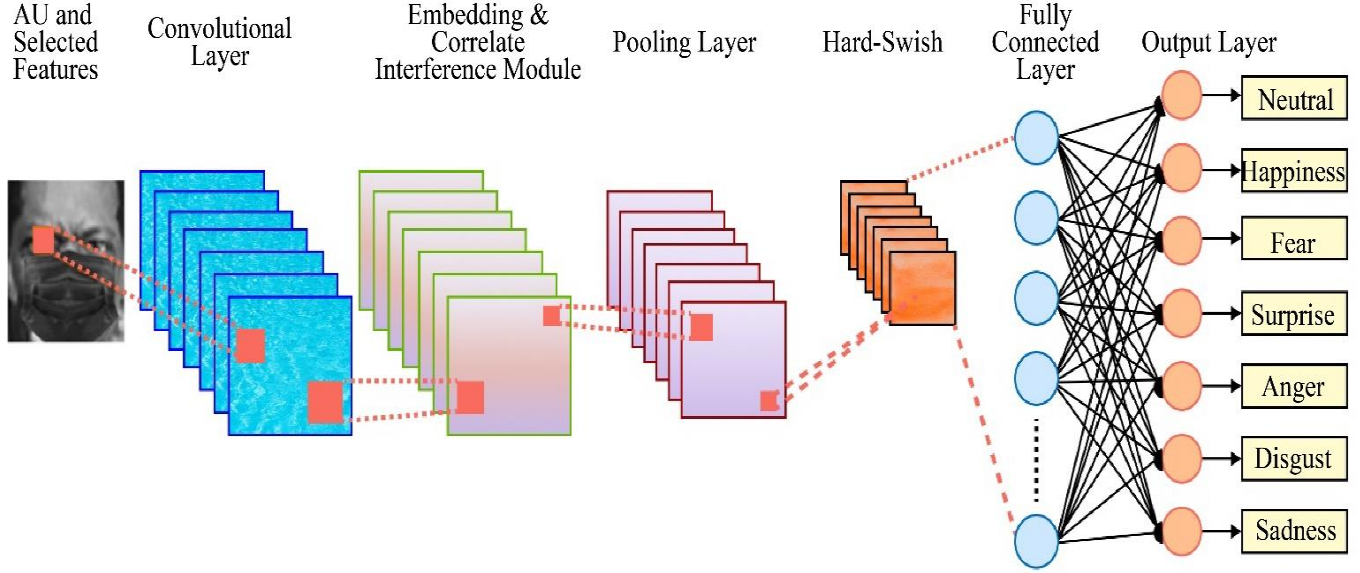 AU and
Selected
Features
Convolutional
Layer
Embedding &
Correlate
Interference Module
Pooling Layer
Hard-Swish
Fully
Connected
Layer
Output Layer
Neutral
Happiness
Fear
Surprise
Anger
Disgust
Sadness